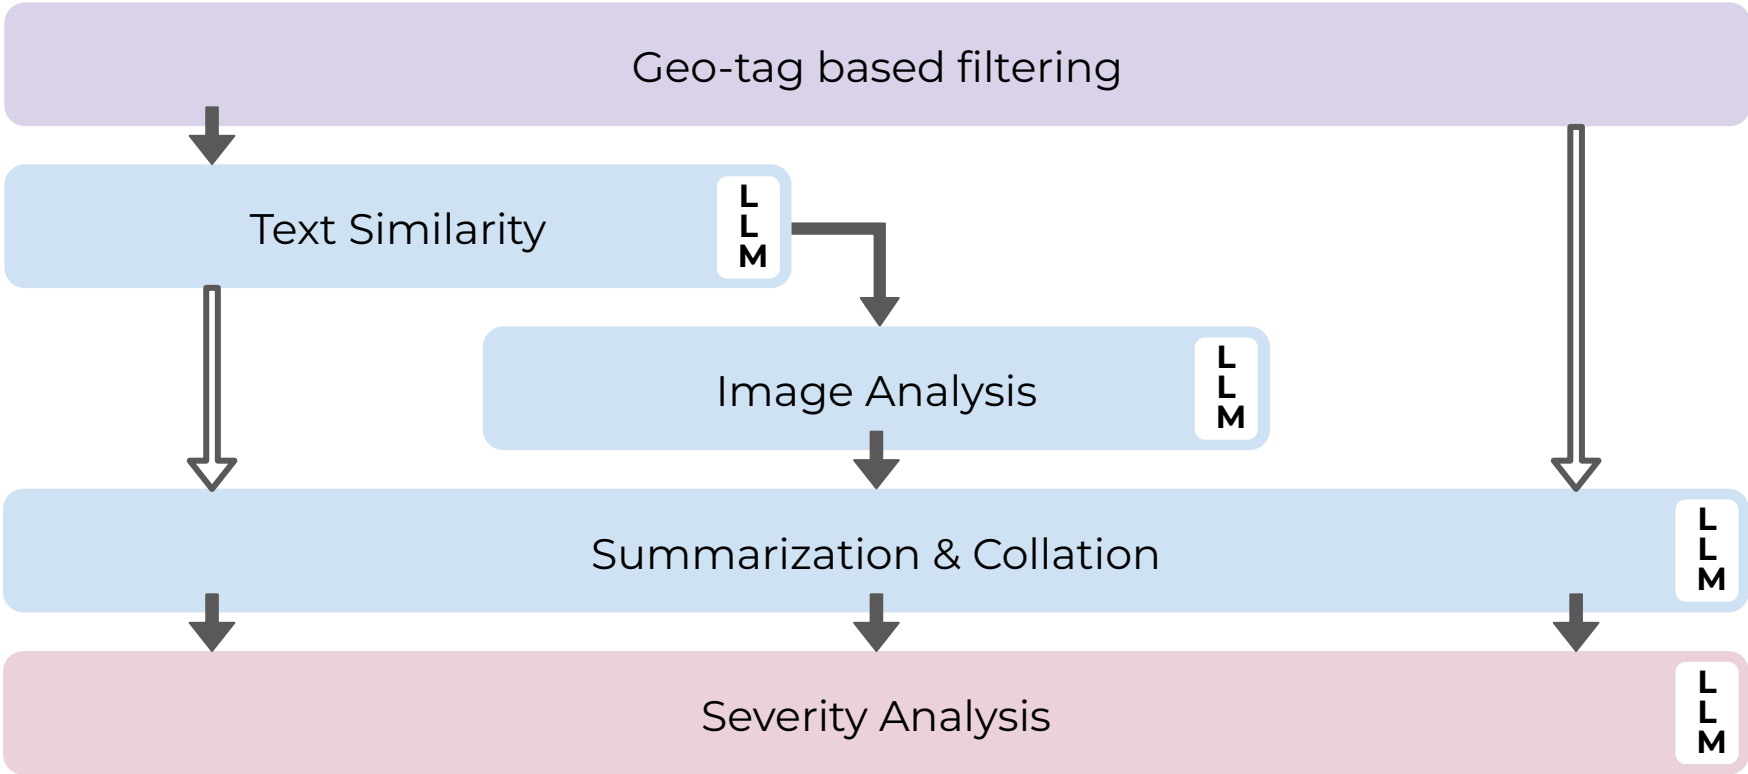 Geo-tag based filtering
Text Similarity
L
L
M
Image Analysis
L
L
M
Summarization & Collation
L
L
M
Severity Analysis
L
L
M